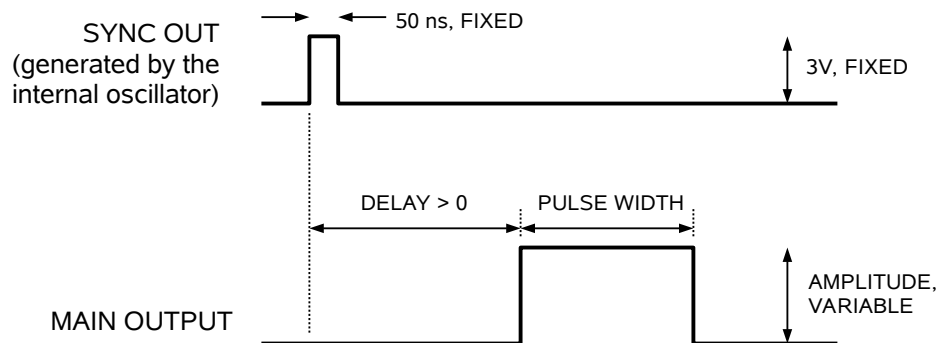 50 ns, FIXED
SYNC OUT
(generated by the
internal oscillator)
3V, FIXED
DELAY > 0
PULSE WIDTH
AMPLITUDE,
VARIABLE
MAIN OUTPUT